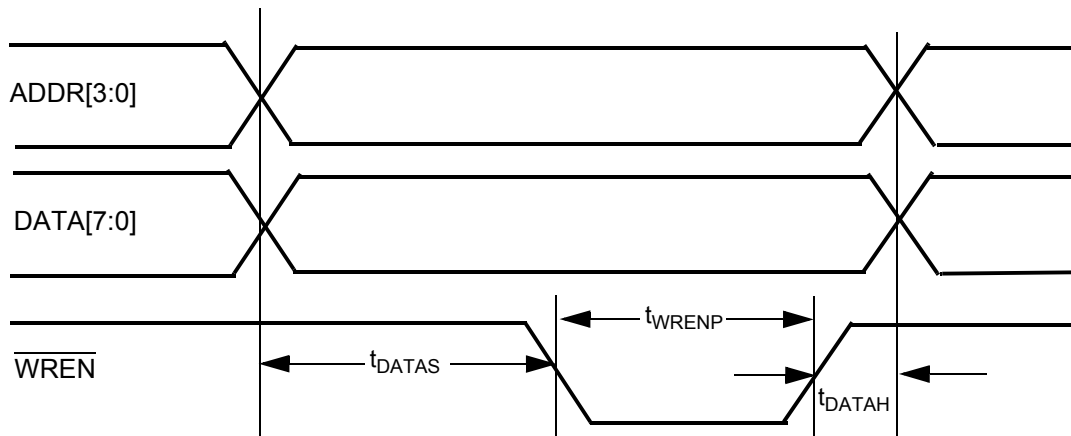 ADDR[3:0]
DATA[7:0]
tWRENP
WREN
tDATAS
tDATAH